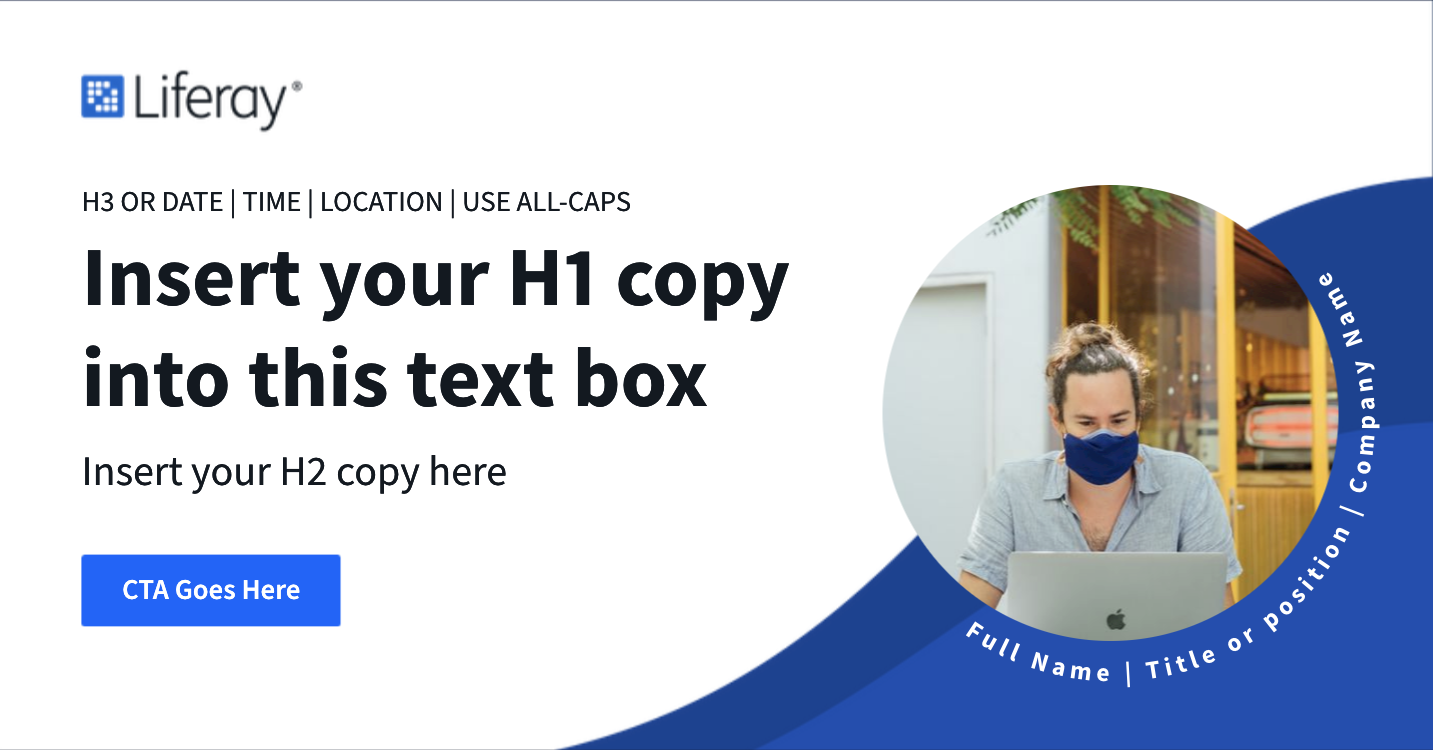 Liferay®
H3 OR DATE | TIME | LOCATION | USE ALL-CAPS
Insert your H1 copy
into this text box
Insert your H2 copy here
CTA Goes Here
Full Name | Title or position | Company Name